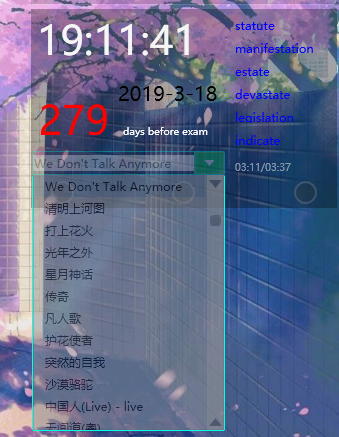 19:11:41
2019-3-18
279 days before exam
statute
manifestation
estate
devastate
legislation
indicate
03:11/03:37
We Don't Talk Anymore
We Don't Talk Anymore
清明上河图
打上花火
光年之外
星月神话
传奇
凡人歌
护花使者
突然的自我
沙漠骆驼
中国人(Live) - live